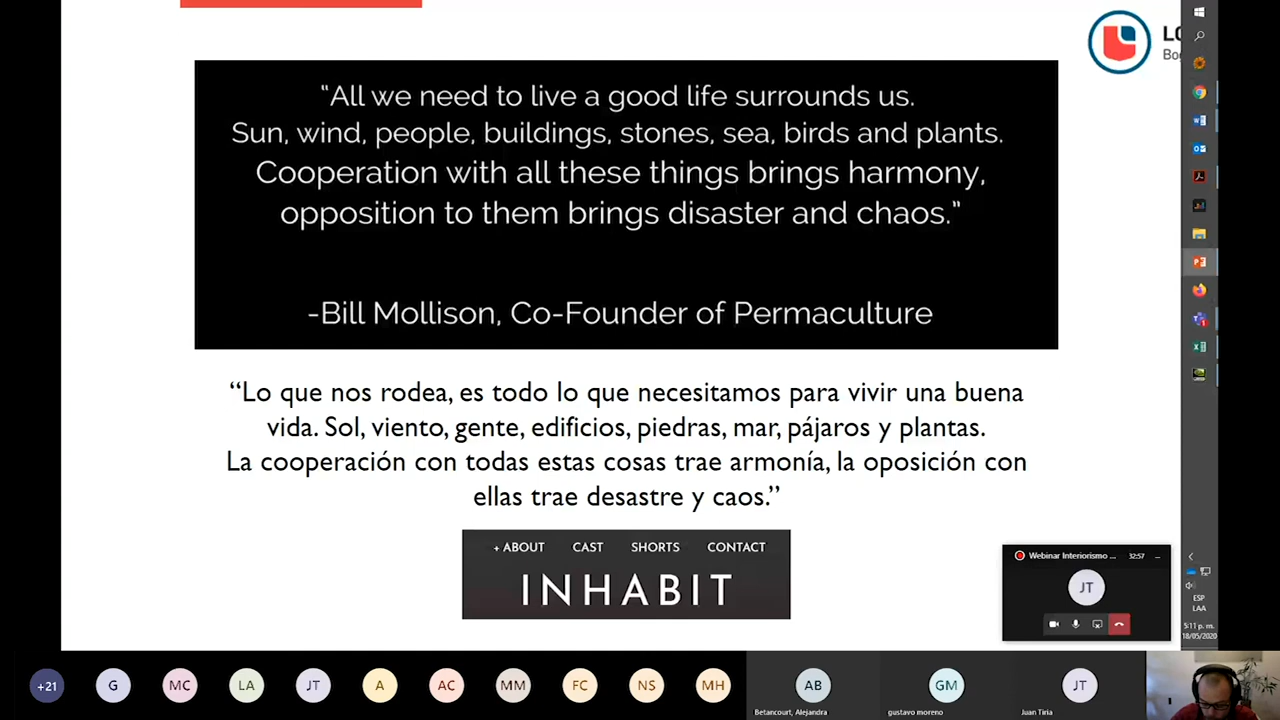 “All we need to live a good life surrounds us.
Sun, wind, people, buildings, stones, sea, birds and plants.
Cooperation with all these things brings harmony,
opposition to them brings disaster and chaos.”
-Bill Mollison, Co-Founder of Permaculture
“Lo que nos rodea, es todo lo que necesitamos para vivir una buena
vida. Sol, viento, gente, edificios, piedras, mar, pájaros y plantas.
La cooperación con todas estas cosas trae armonía, la oposición con
ellas trae desastre y caos.”
+ ABOUT CAST SHORTS CONTACT
INHABIT
Webinar Interiorismo ... 32:57
JT
ESP
LAA
5:11 p. m.
18/05/2020
+21 G MC LA JT A AC MM FC NS MH AB GM JT
Betancourt, Alejandra gustavo moreno Juan Tiria